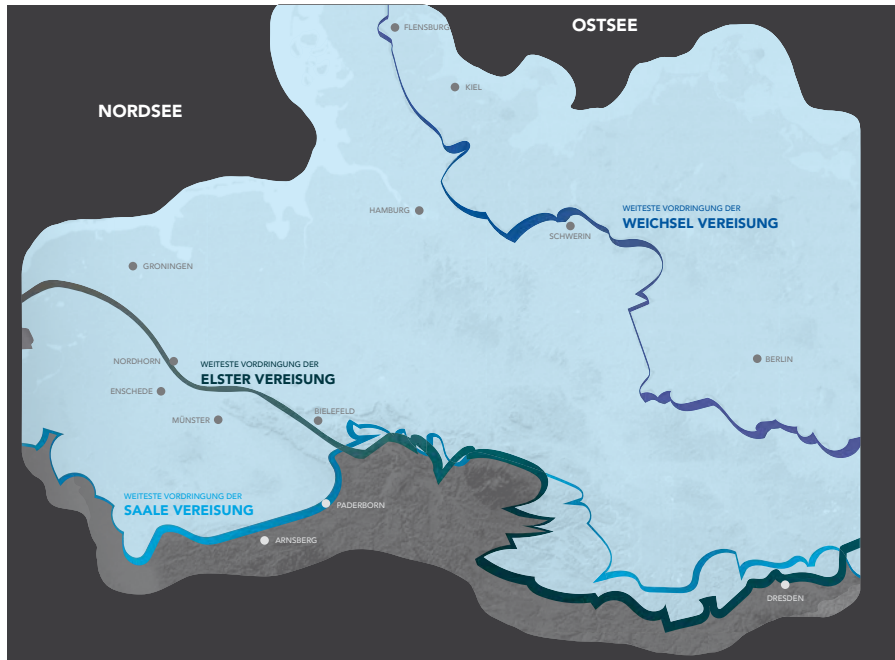 FLENSBURG
OSTSEE
KIEL
NORDSEE
HAMBURG
WEITESTE VORDRINGUNG DER
WEICHSEL VEREISUNG
SCHWERIN
GRONINGEN
NORDHORN
WEITESTE VORDRINGUNG DER
ELSTER VEREISUNG
BERLIN
ENSCHEDE
BIELEFELD
MÜNSTER
WEITESTE VORDRINGUNG DER
SAALE VEREISUNG
PADERBORN
ARNSBERG
DRESDEN